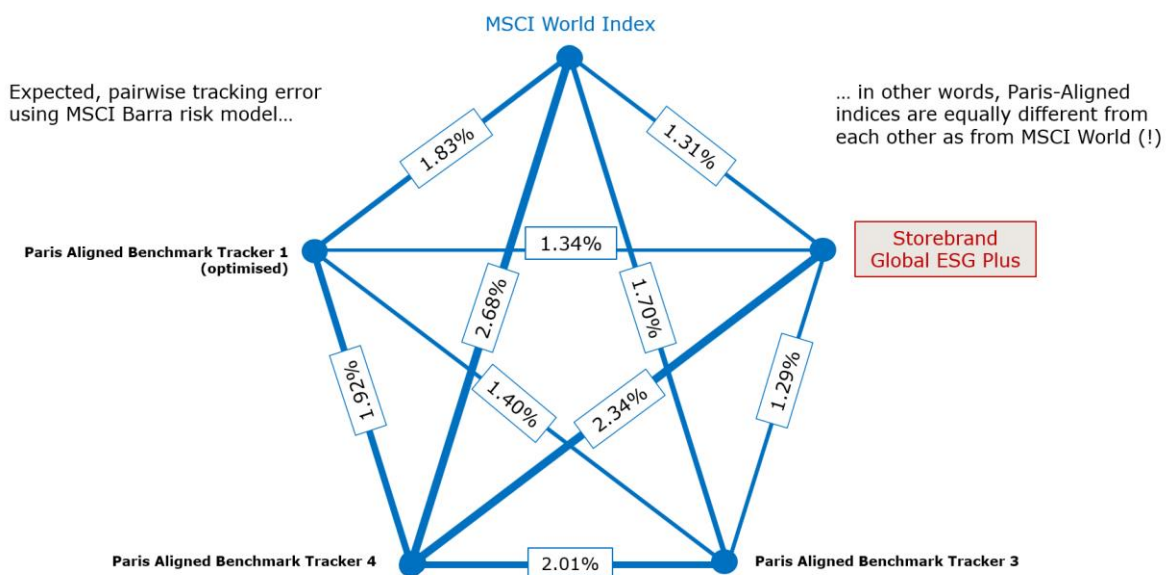 MSCI World Index
Expected, pairwise tracking error
using MSCI Barra risk model...
... in other words, Paris-Aligned
indices are equally different from
each other as from MSCI World (!)
1.83%
1.31%
Paris Aligned Benchmark Tracker 1
(optimised)
1.34%
Storebrand
Global ESG Plus
2.68%
1.70%
1.92%
1.40%
2.34%
1.29%
Paris Aligned Benchmark Tracker 4
2.01%
Paris Aligned Benchmark Tracker 3